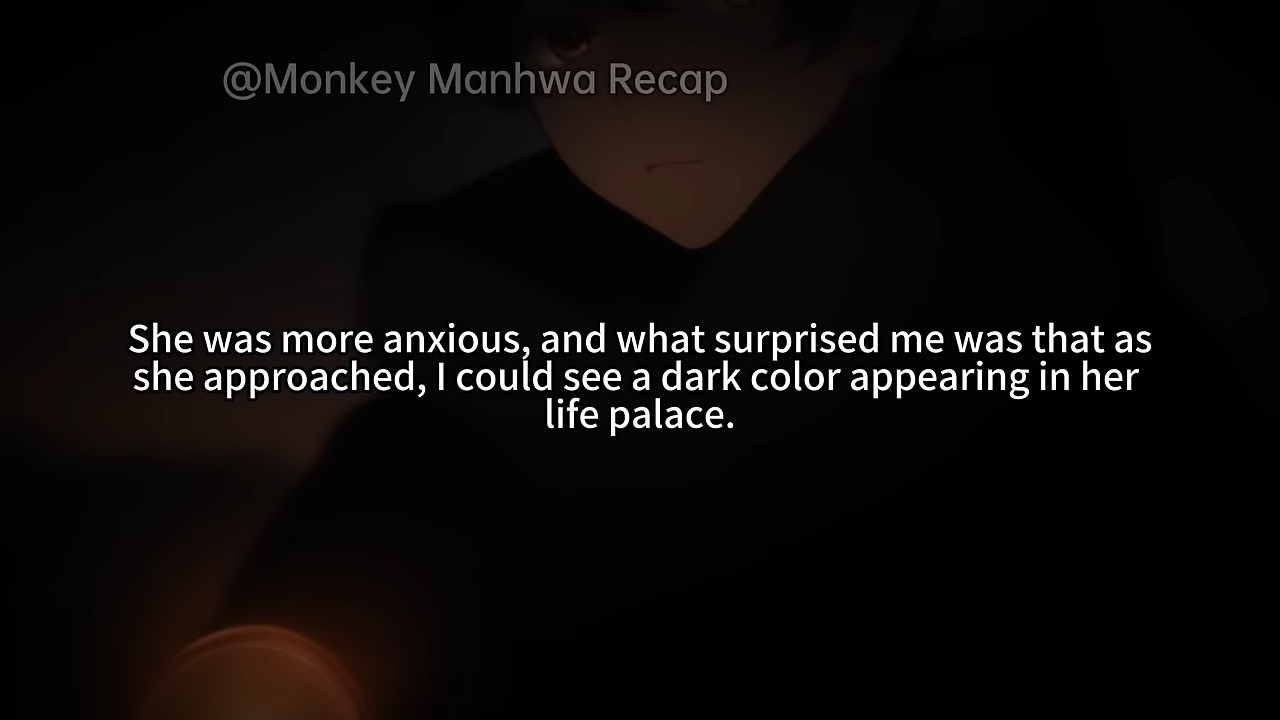 @Monkey Manhwa Recap
She was more anxious, and what surprised me was that as
she approached, I could see a dark color appearing in her
life palace.